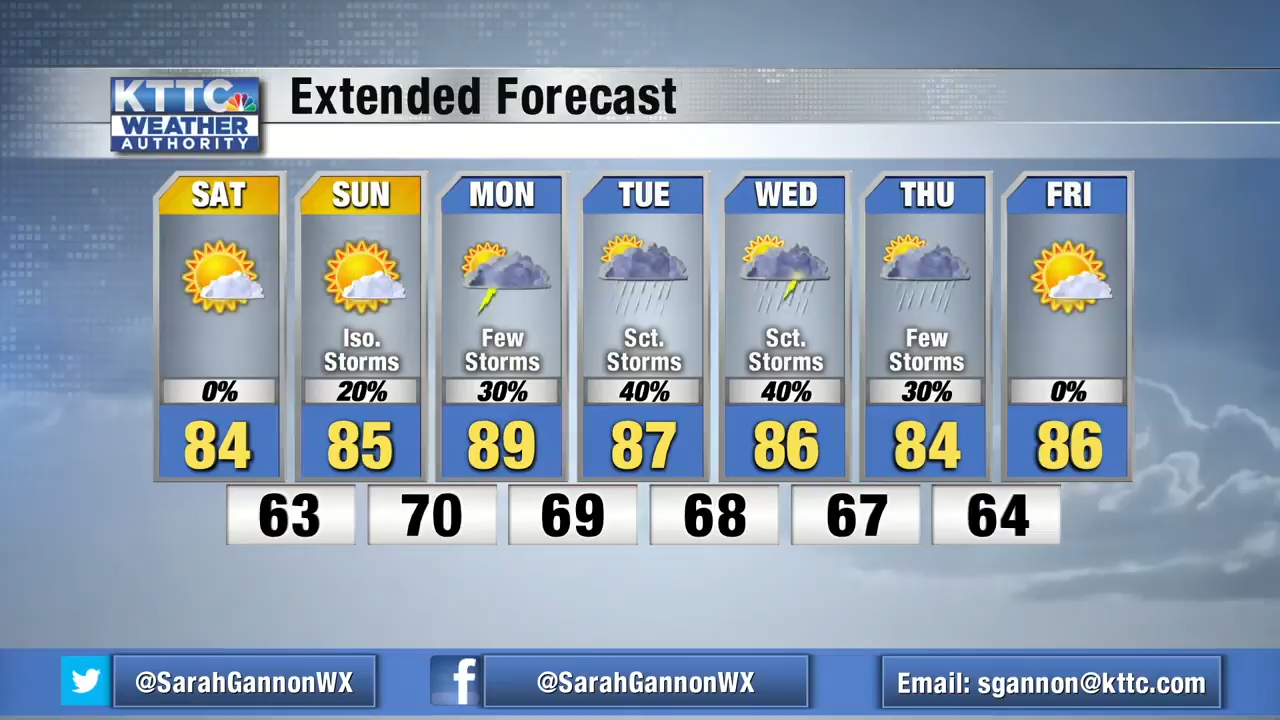 KTTC
WEATHER
AUTHORITY
Extended Forecast
SAT
0%
84
SUN
Iso.
Storms
20%
85
MON
Few
Storms
30%
89
TUE
Sct.
Storms
40%
87
WED
Sct.
Storms
40%
86
THU
Few
Storms
30%
84
FRI
0%
86
63 70 69 68 67 64
@SarahGannonWX
f
@SarahGannonWX
Email: sgannon@kttc.com